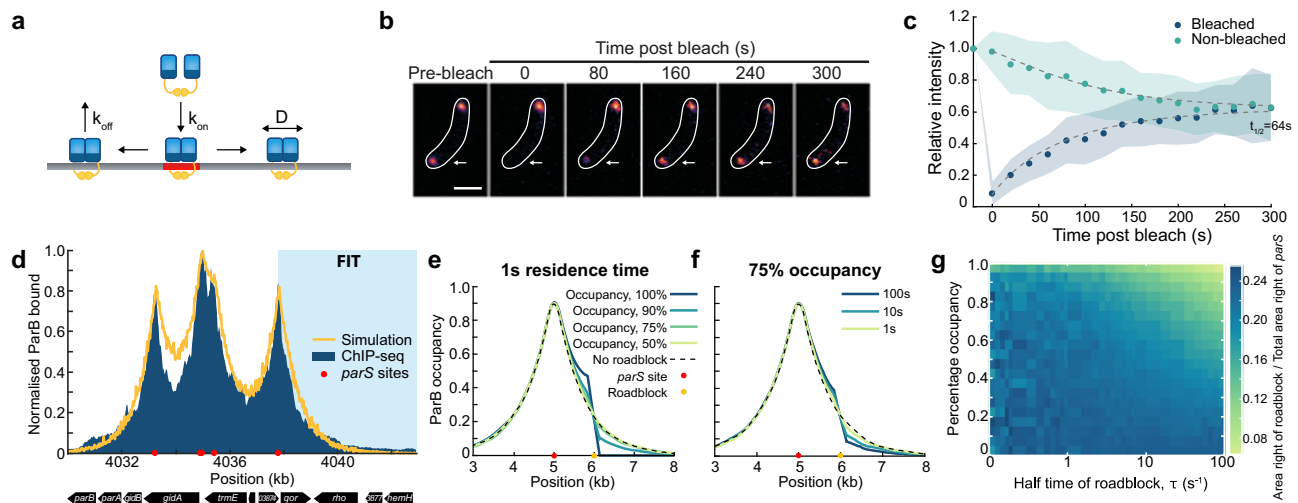 a
k_off
k_on
D
b
Time post bleach (s)
Pre-bleach 0 80 160 240 300
c
Relative intensity
1.2
1.0
0.8
0.6
0.4
0.2
0
Bleached
Non-bleached
t1/2=64s
0 50 100 150 200 250 300
Time post bleach (s)
d
Normalised ParB bound
1.0
0.8
0.6
0.4
0.2
0
FIT
Simulation
ChIP-seq
parS sites
4032 4036 4040
Position (kb)
parB parA gidB gidA trmE 03874 qor rho 3877 hemH
e
1s residence time
ParB occupancy
1.0
0.8
0.6
0.4
0.2
0
Occupancy, 100%
Occupancy, 90%
Occupancy, 75%
Occupancy, 50%
No roadblock
parS site
Roadblock
3 4 5 6 7 8
Position (kb)
f
75% occupancy
100s
10s
1s
3 4 5 6 7 8
Position (kb)
g
Percentage occupancy
1.0
0.8
0.6
0.4
0.2
0
0 1 10 100
Half time of roadblock, τ (s⁻¹)
0.24
0.20
0.16
0.12
0.08
Area right of roadblock / Total area right of parS